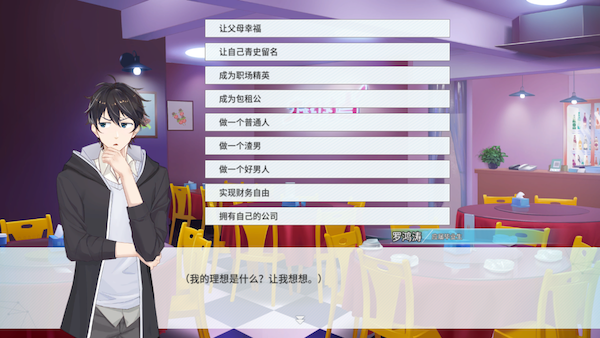 让父母幸福
让自己青史留名
成为职场精英
成为包租公
做一个普通人
做一个渣男
做一个好男人
实现财务自由
拥有自己的公司
罗鸿涛
（我的理想是什么？让我想想。）